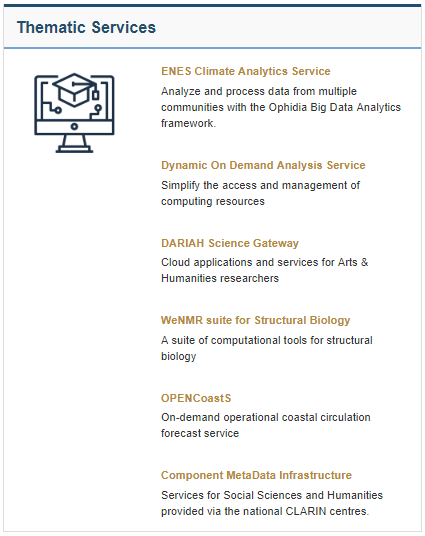 Thematic Services
ENES Climate Analytics Service
Analyze and process data from multiple
communities with the Ophidia Big Data Analytics
framework.
Dynamic On Demand Analysis Service
Simplify the access and management of
computing resources
DARIAH Science Gateway
Cloud applications and services for Arts &
Humanities researchers
WeNMR suite for Structural Biology
A suite of computational tools for structural
biology
OPENCoastS
On-demand operational coastal circulation
forecast service
Component MetaData Infrastructure
Services for Social Sciences and Humanities
provided via the national CLARIN centres.